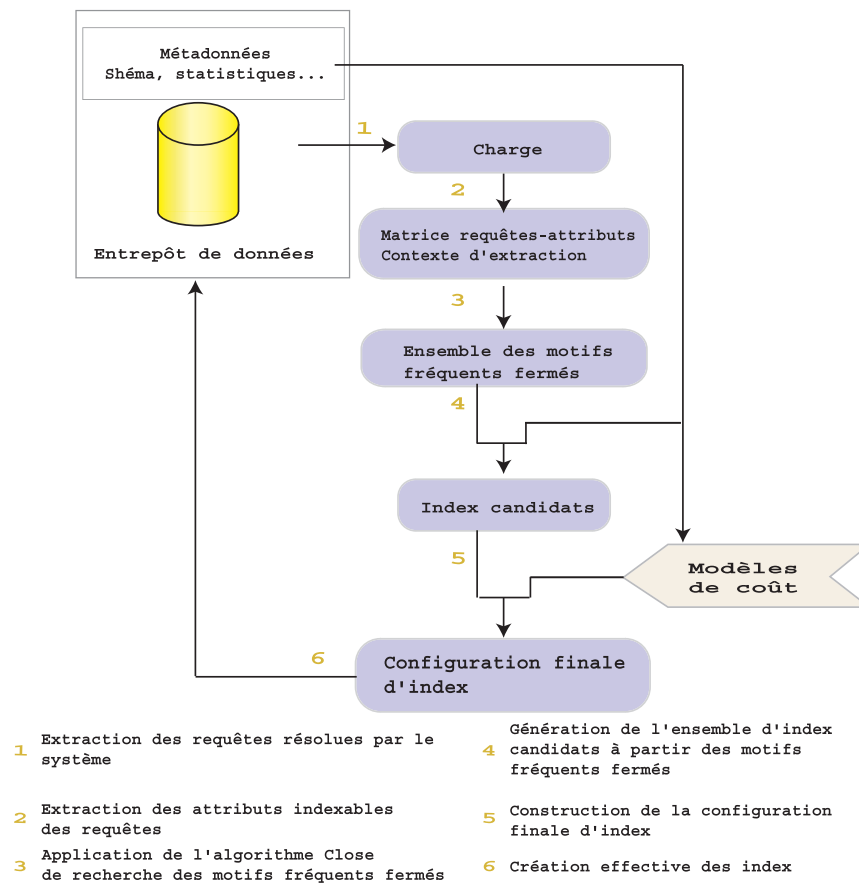 Métadonnées
Shéma, statistiques...
1
Charge
2
Matrice requêtes-attributs
Contexte d'extraction
Entrepôt de données
3
Ensemble des motifs
fréquents fermés
4
Index candidats
5
Modèles
de coût
6
Configuration finale
d'index
1 Extraction des requêtes résolues par le
système
2 Extraction des attributs indexables
des requêtes
3 Application de l'algorithme Close
de recherche des motifs fréquents fermés
4 Génération de l'ensemble d'index
candidats à partir des motifs
fréquents fermés
5 Construction de la configuration
finale d'index
6 Création effective des index